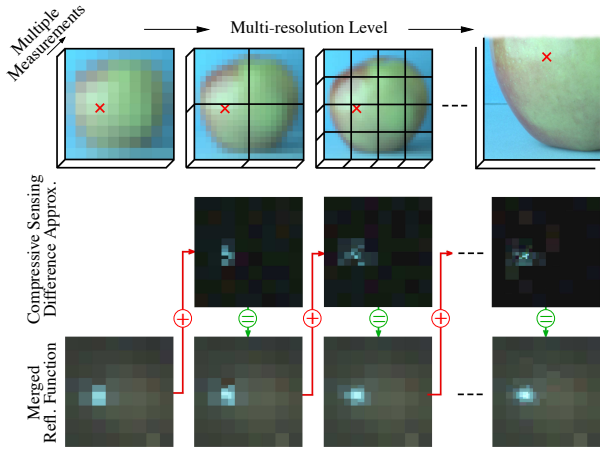 Multiple
Measurements
Multi-resolution Level
Compressive Sensing
Difference Approx.
Merged
Refl. Function